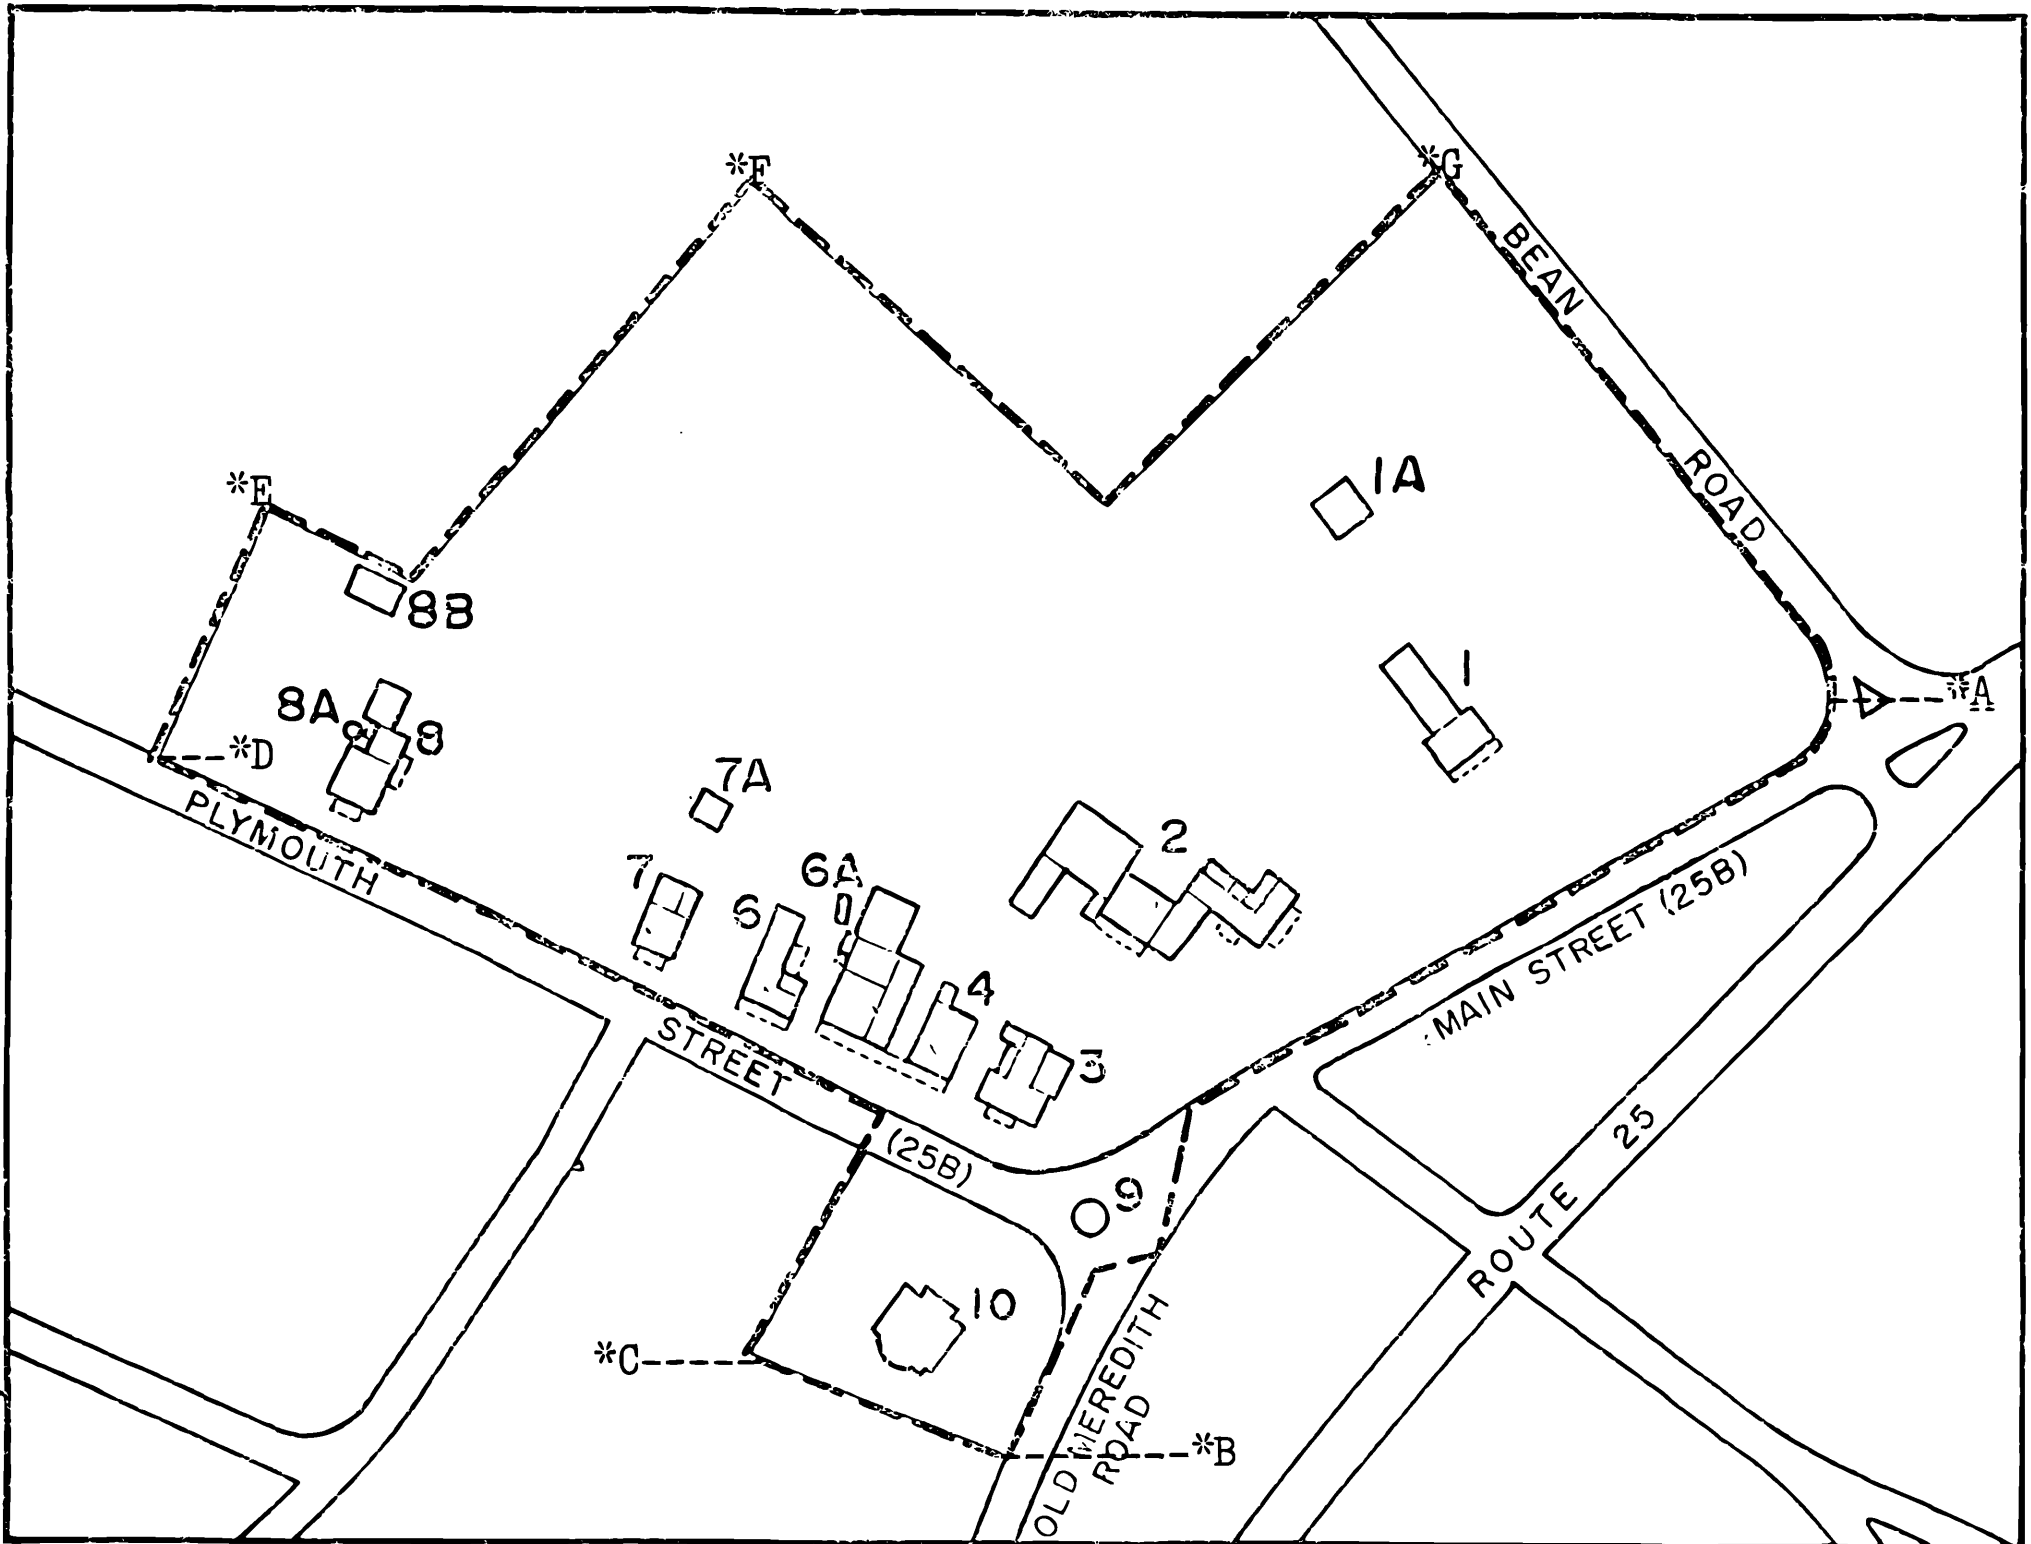 *F
*G
BEAN
ROAD
*E
1A
8B
1
*A
8A
8
*D
7A
PLYMOUTH
2
7
6A
6
MAIN STREET (25B)
4
STREET
3
(25B)
9
ROUTE 25
10
*C
OLD MEREDITH
ROAD
*B